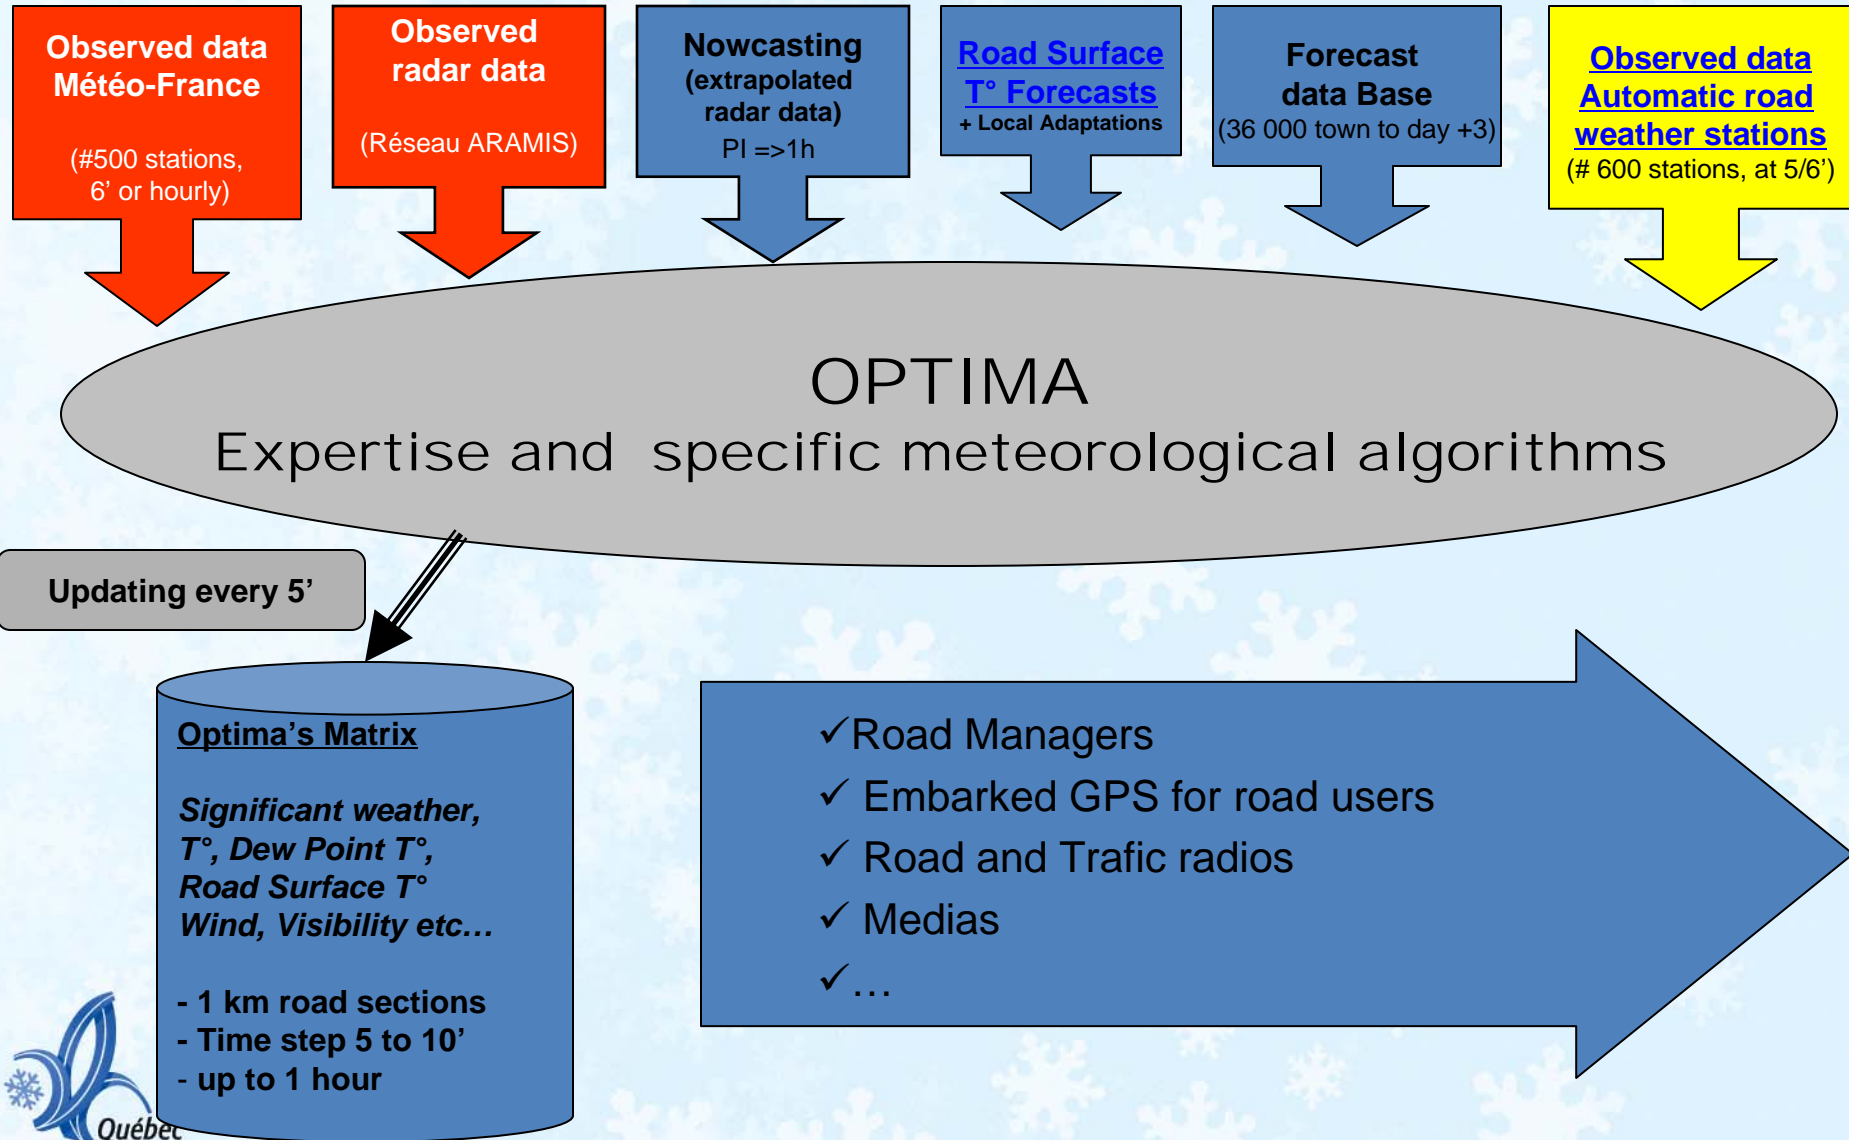 Observed data
Météo-France
(#500 stations,
6’ or hourly)
Observed
radar data
(Réseau ARAMIS)
Nowcasting
(extrapolated
radar data)
PI =>1h
Road Surface
T° Forecasts
+ Local Adaptations
Forecast
data Base
(36 000 town to day +3)
Observed data
Automatic road
weather stations
(# 600 stations, at 5/6’)
OPTIMA
Expertise and specific meteorological algorithms
Updating every 5’
Optima’s Matrix
Significant weather,
T°, Dew Point T°,
Road Surface T°
Wind, Visibility etc…
- 1 km road sections
- Time step 5 to 10’
- up to 1 hour
✓Road Managers
✓ Embarked GPS for road users
✓ Road and Trafic radios
✓ Medias
✓…
Québec